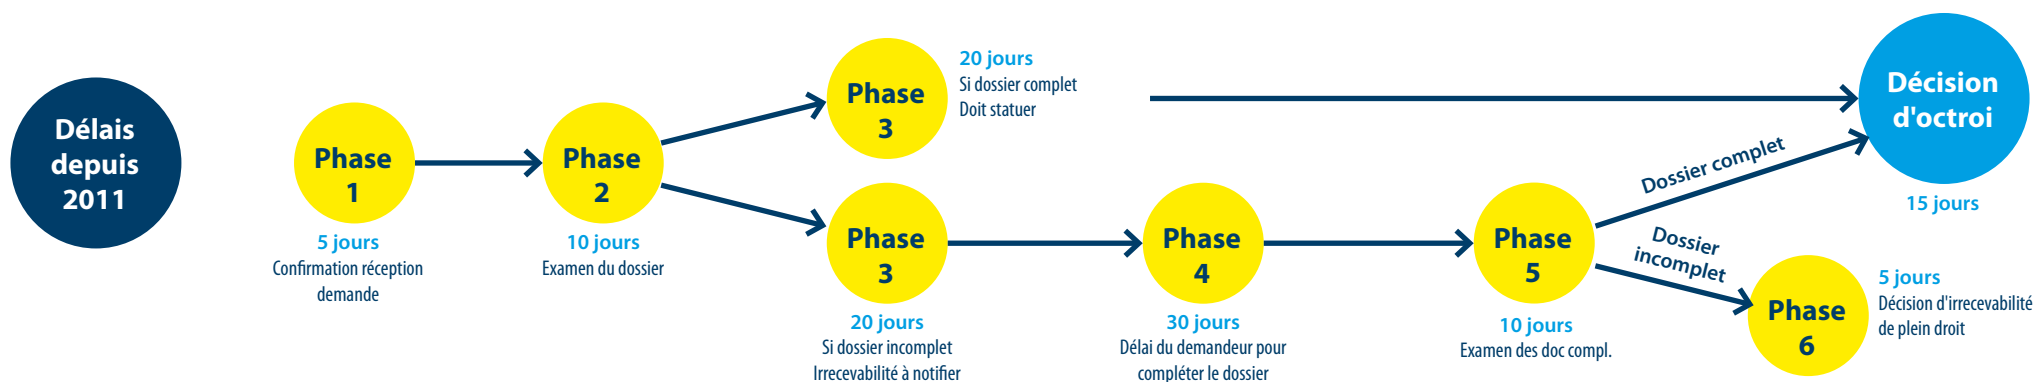 Délais
depuis
2011
Phase
1
5 jours
Confirmation réception
demande
Phase
2
10 jours
Examen du dossier
Phase
3
20 jours
Si dossier complet
Doit statuer
Phase
3
20 jours
Si dossier incomplet
Irrecevabilité à notifier
Phase
4
30 jours
Délai du demandeur pour
compléter le dossier
Phase
5
10 jours
Examen des doc compl.
Dossier complet
Décision
d'octroi
15 jours
Dossier
incomplet
Phase
6
5 jours
Décision d'irrecevabilité
de plein droit